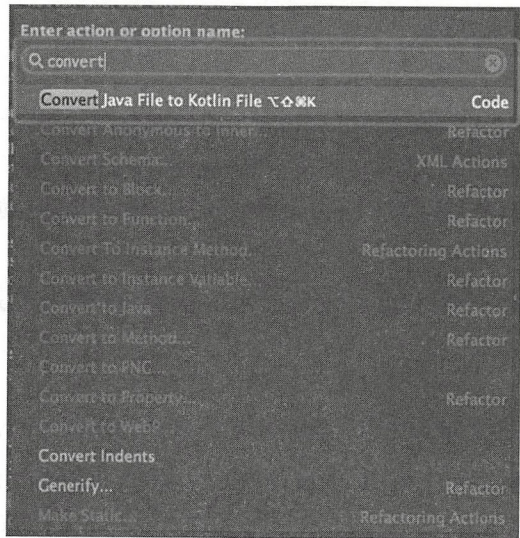 Enter action or option name:
convert
Convert Java File to Kotlin File ⌥⇧⌘K Code
Convert Anonymous to Inner... Refactor
Convert Schema... XML Actions
Convert to Block... Refactor
Convert to Function... Refactor
Convert To Instance Method... Refactoring Actions
Convert to Instance Variable... Refactor
Convert to Java Refactor
Convert to Method... Refactor
Convert to PNG...
Convert to Property... Refactor
Convert to WebP...
Convert Indents
Generify... Refactor
Make Static... Refactoring Actions